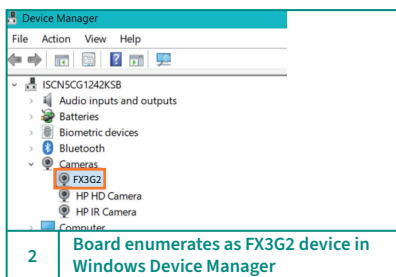 Device Manager
File Action View Help
ISCN5CG1242KSB
Audio inputs and outputs
Batteries
Biometric devices
Bluetooth
Cameras
FX3G2
HP HD Camera
HP IR Camera
Computer
2
Board enumerates as FX3G2 device in
Windows Device Manager